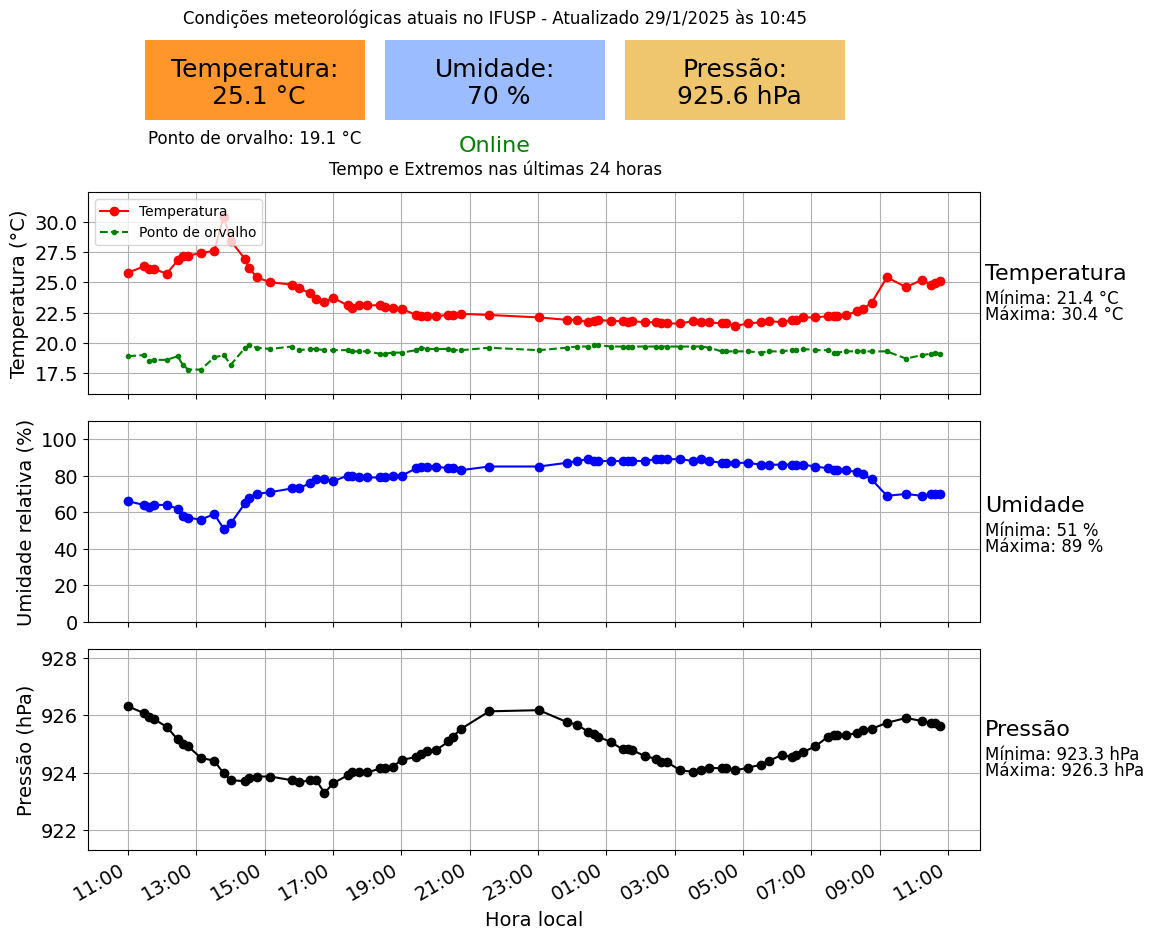 Condições meteorológicas atuais no IFUSP - Atualizado 29/1/2025 às 10:45
Temperatura:
25.1 °C
Umidade:
70 %
Pressão:
925.6 hPa
Ponto de orvalho: 19.1 °C
Online
Tempo e Extremos nas últimas 24 horas
Temperatura (°C)
30.0
27.5
25.0
22.5
20.0
17.5
Temperatura
Ponto de orvalho
Temperatura
Mínima: 21.4 °C
Máxima: 30.4 °C
Umidade relativa (%)
100
80
60
40
20
0
Umidade
Mínima: 51 %
Máxima: 89 %
Pressão (hPa)
928
926
924
922
Pressão
Mínima: 923.3 hPa
Máxima: 926.3 hPa
11:00
13:00
15:00
17:00
19:00
21:00
23:00
01:00
03:00
05:00
07:00
09:00
11:00
Hora local